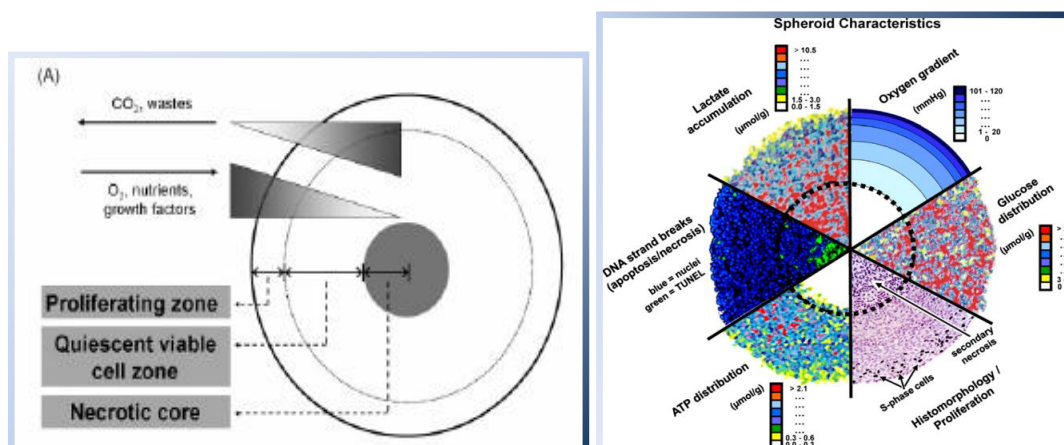 (A)
CO₂, wastes
O₂, nutrients,
growth factors
Proliferating zone
Quiescent viable
cell zone
Necrotic core
Spheroid Characteristics
Lactate
accumulation
(μmol/g)
> 10.5
...
...
...
...
...
1.5 - 3.0
0.0 - 1.5
Oxygen gradient
(mmHg)
101 - 120
...
...
...
1 - 20
0
Glucose
distribution
(μmol/g)
DNA strand breaks
(apoptosis/necrosis)
blue = nuclei
green = TUNEL
ATP distribution
(μmol/g)
> 2.1
...
...
...
...
0.3 - 0.6
secondary
necrosis
S-phase cells
Histomorphology /
Proliferation